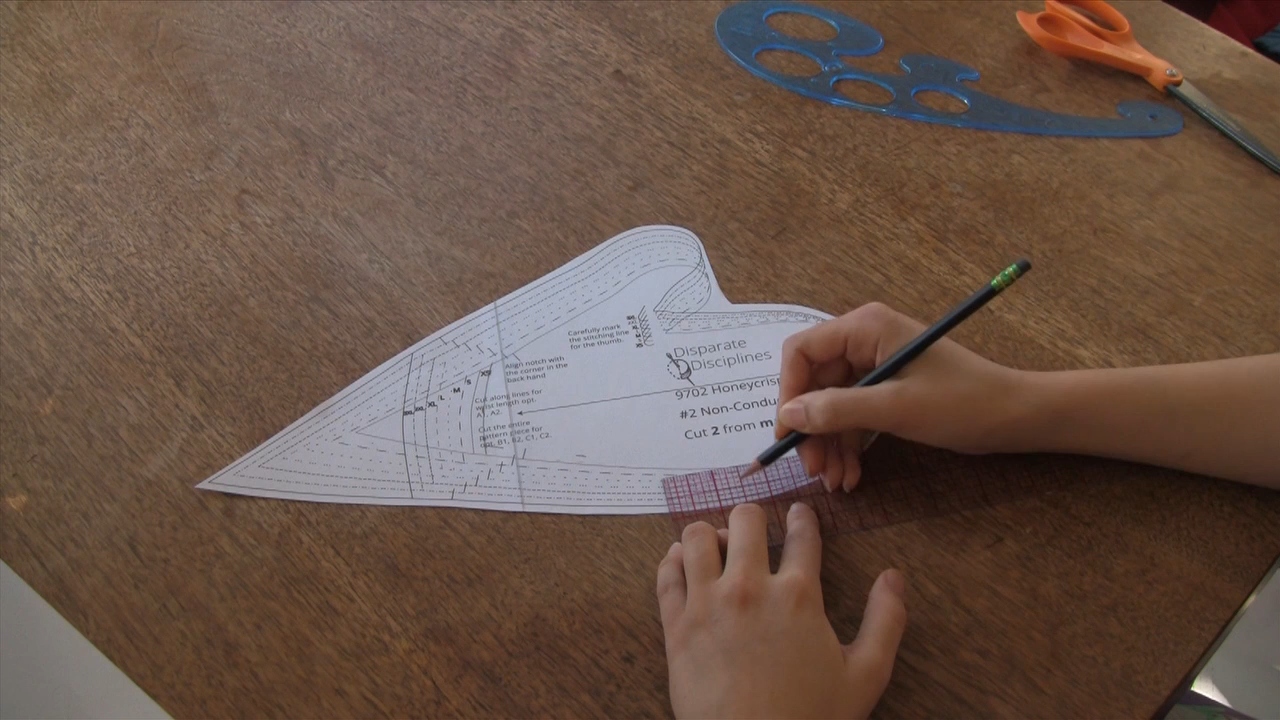 Carefully mark
the stitching line
for the thumb.
Disparate
Disciplines
9702 Honeycrisp
#2 Non-Condu
Cut 2 from m
Align notch with
the corner in the
back hand
Cut along lines for
wrist length opt.
A1, A2.
Cut the entire
pattern piece for
opt. B1, B2, C1, C2.
XL L M S XS